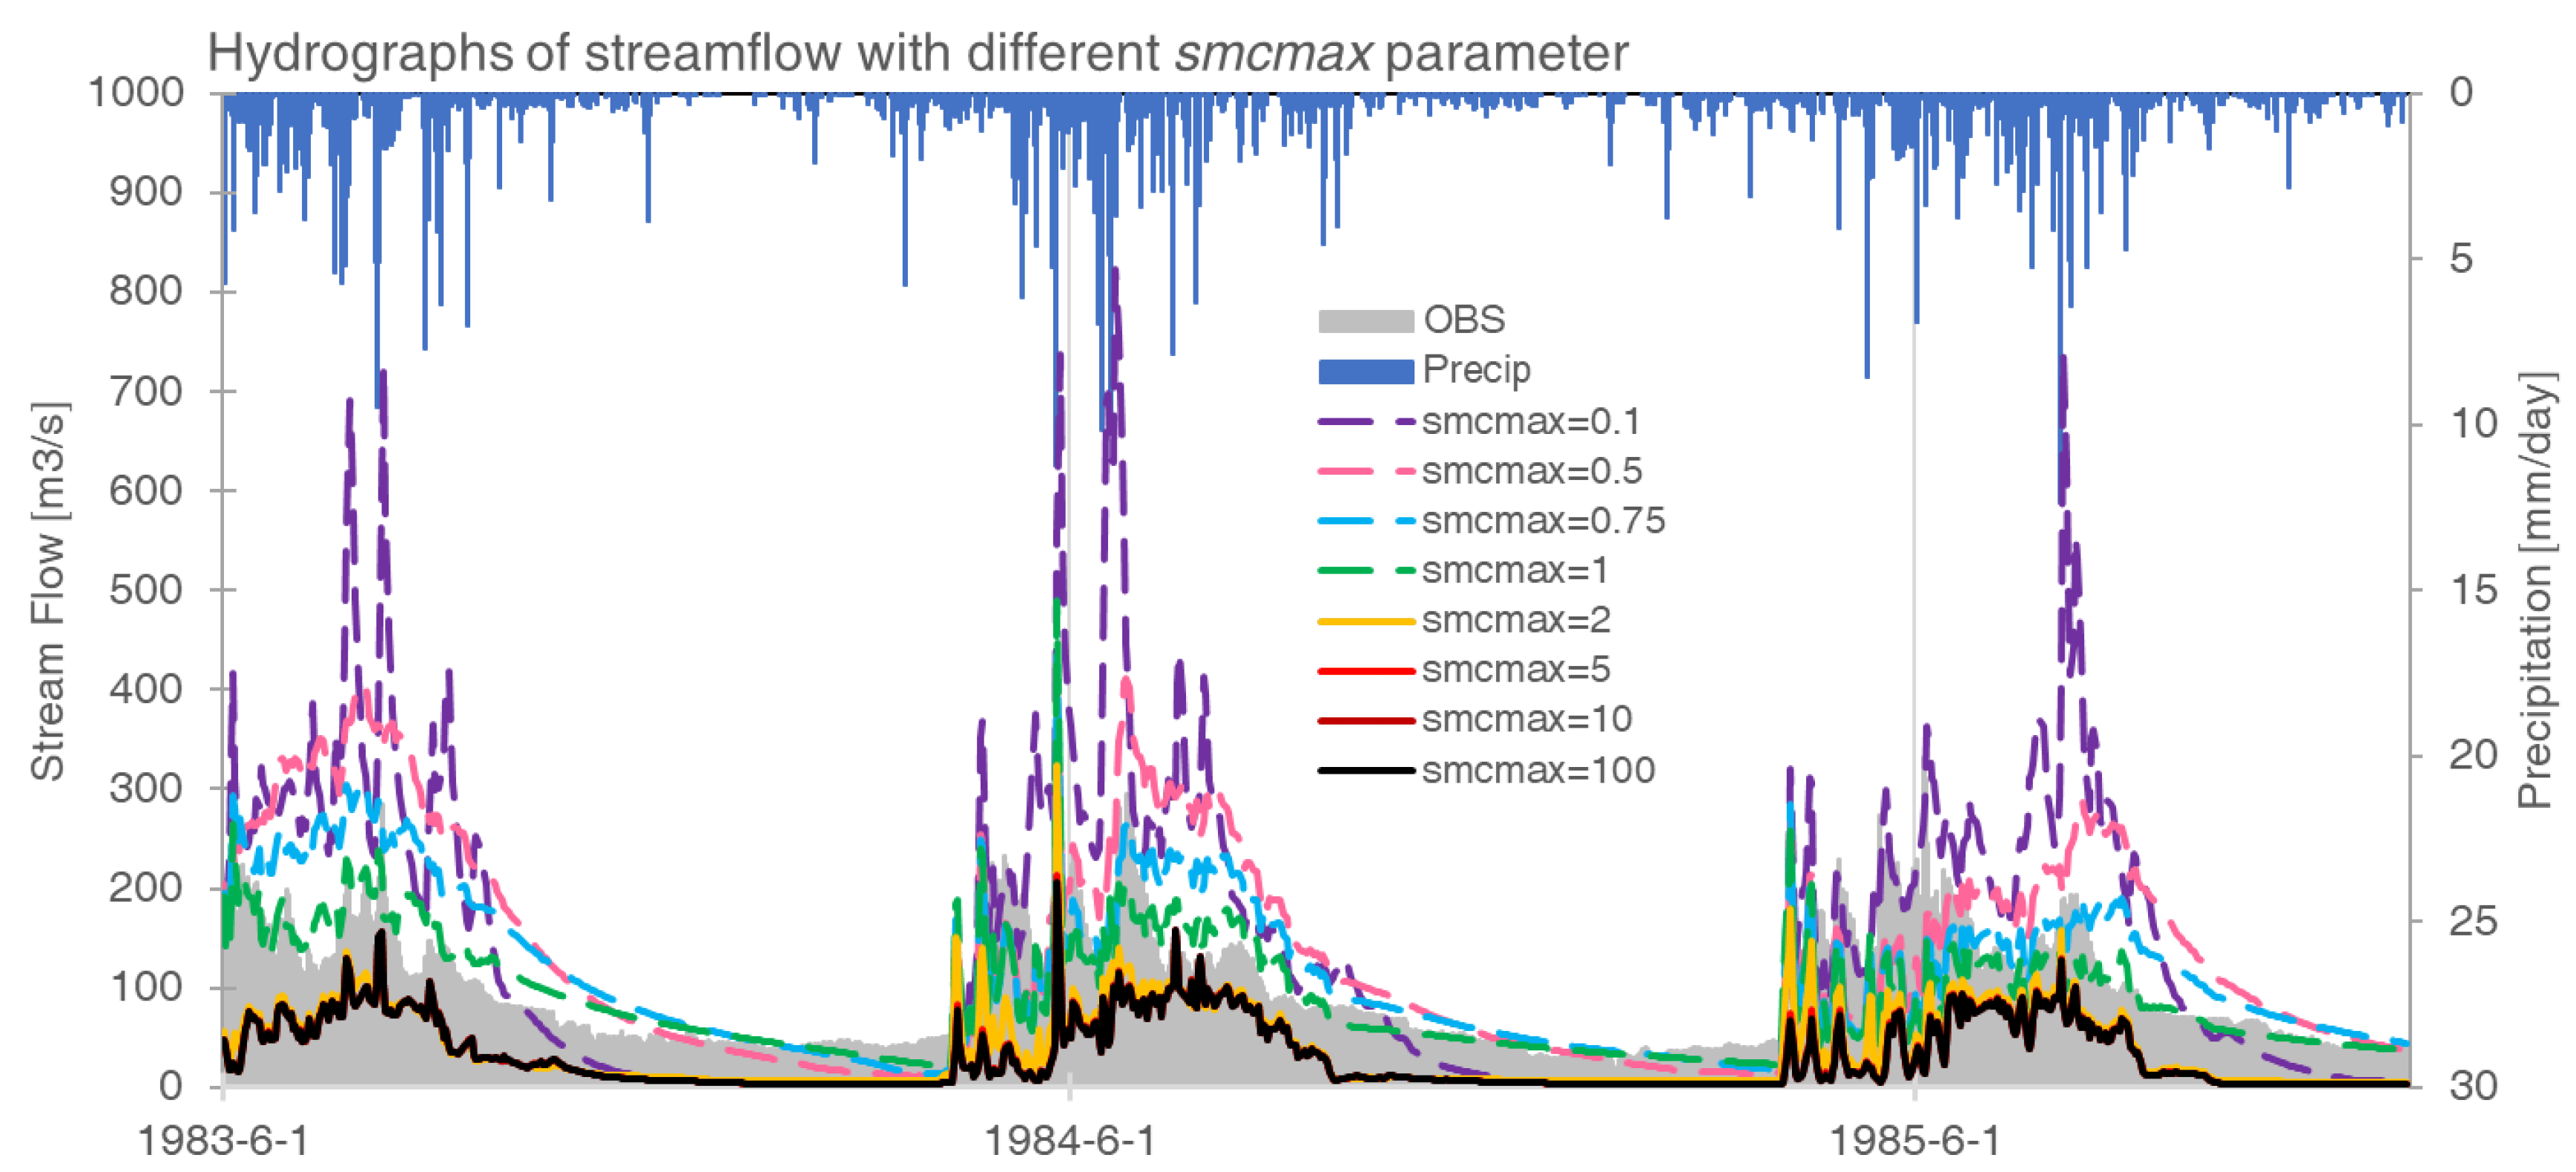 Hydrographs of streamflow with different smcmax parameter
1000
900
800
700
600
500
400
300
200
100
0
Stream Flow [m3/s]
0
5
10
15
20
25
30
Precipitation [mm/day]
OBS
Precip
smcmax=0.1
smcmax=0.5
smcmax=0.75
smcmax=1
smcmax=2
smcmax=5
smcmax=10
smcmax=100
1983-6-1
1984-6-1
1985-6-1